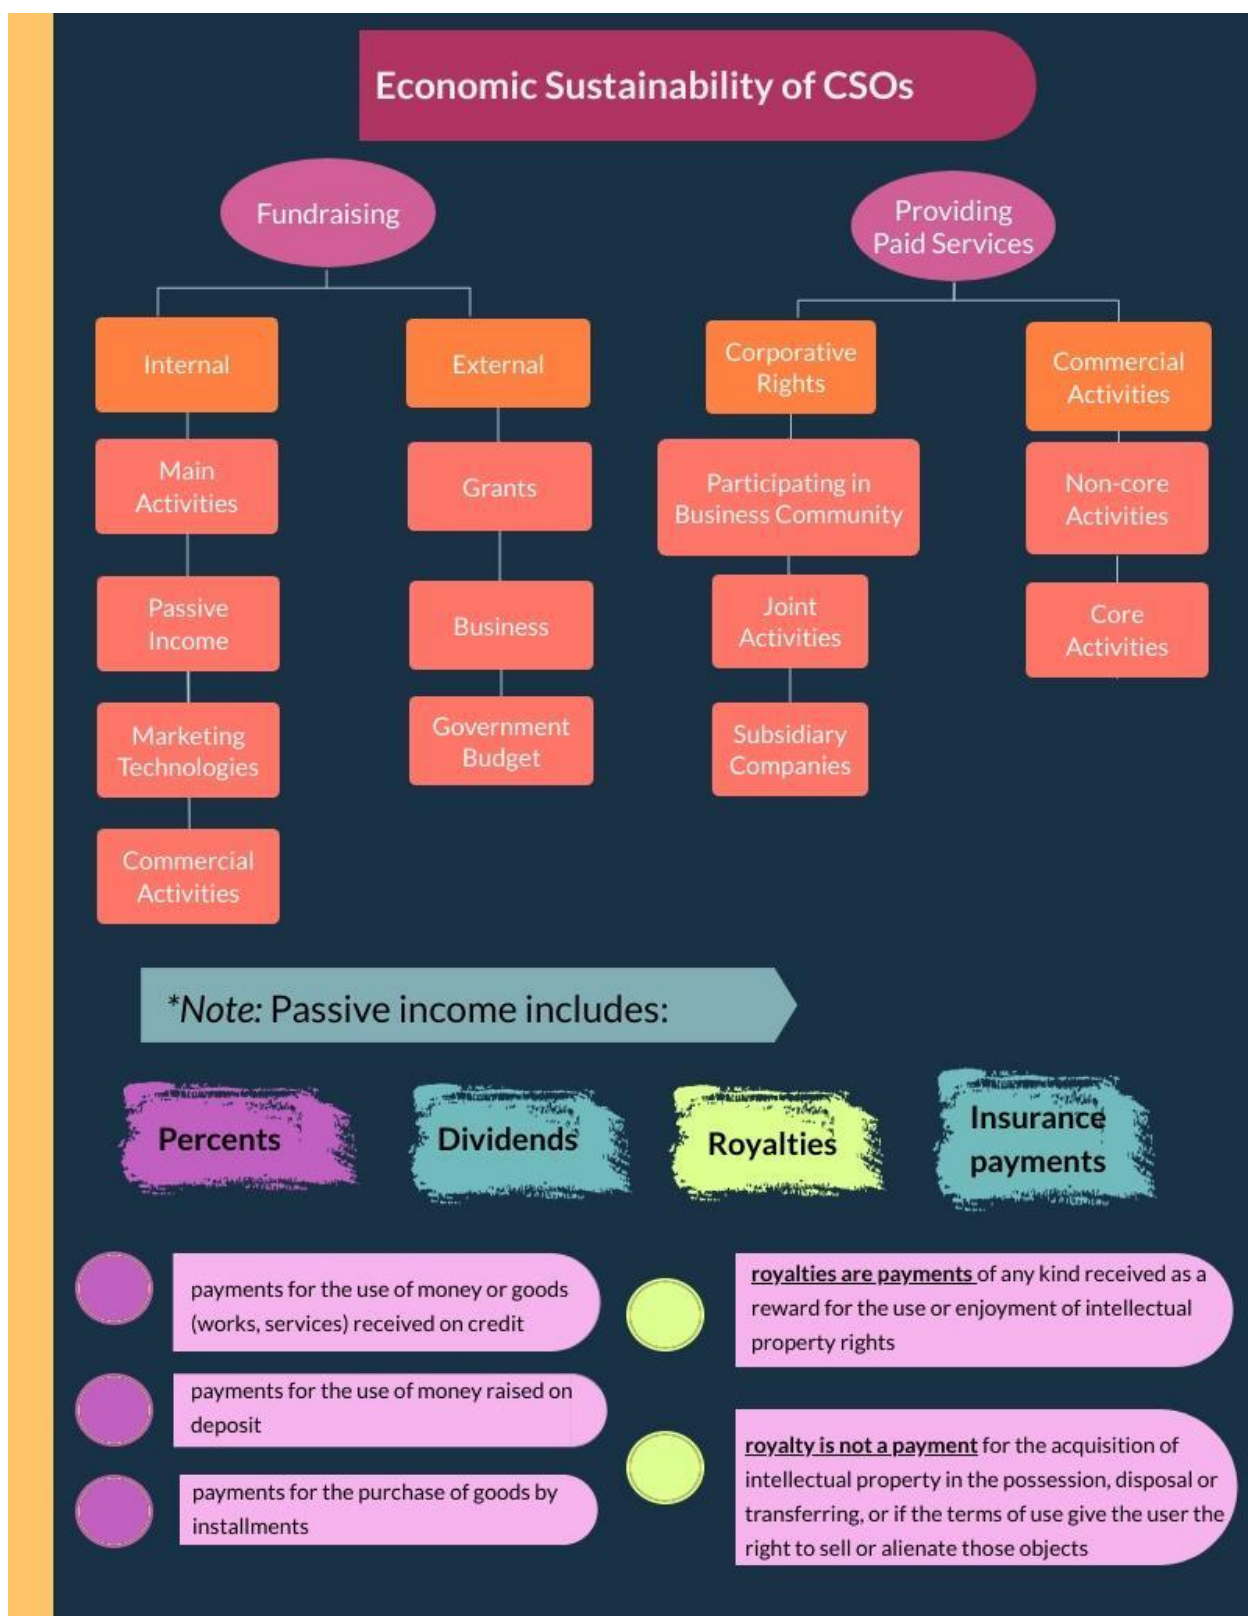 Economic Sustainability of CSOs
Fundraising
Internal
Main
Activities
Passive
Income
Marketing
Technologies
Commercial
Activities
External
Grants
Business
Government
Budget
Providing
Paid Services
Corporative
Rights
Participating in
Business Community
Joint
Activities
Subsidiary
Companies
Commercial
Activities
Non-core
Activities
Core
Activities
*Note: Passive income includes:
Percents
Dividends
Royalties
Insurance
payments
payments for the use of money or goods
(works, services) received on credit
payments for the use of money raised on
deposit
payments for the purchase of goods by
installments
royalties are payments of any kind received as a
reward for the use or enjoyment of intellectual
property rights
royalty is not a payment for the acquisition of
intellectual property in the possession, disposal or
transferring, or if the terms of use give the user the
right to sell or alienate those objects